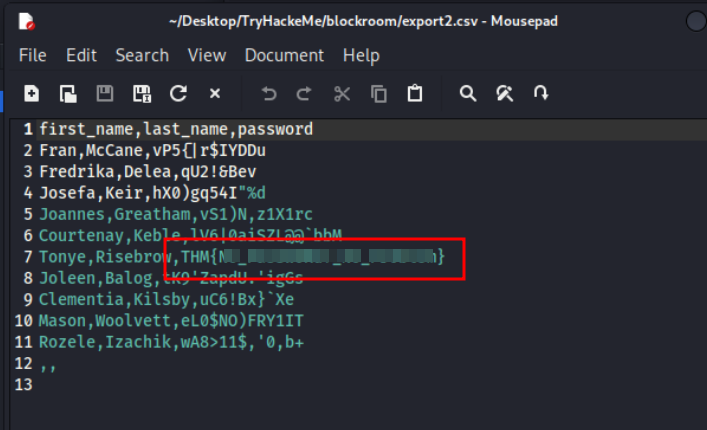 ~/Desktop/TryHackeMe/blockroom/export2.csv - Mousepad
File Edit Search View Document Help
1 first_name,last_name,password
2 Fran,McCane,vP5{|r$IYDDu
3 Fredrika,Delea,qU2!&Bev
4 Josefa,Keir,hX0)gq54I"%d
5 Joannes,Greatham,vS1)N,z1X1rc
6 Courtenay,Keble,lV6|0aiSZL@@`bbM
7 Tonye,Risebrow,THM{
8 Joleen,Balog,tK9'ZapdU.'igGs
9 Clementia,Kilsby,uC6!Bx}`Xe
10 Mason,Woolvett,eL0$NO)FRY1IT
11 Rozele,Izachik,wA8>11$,'0,b+
12 ,,
13